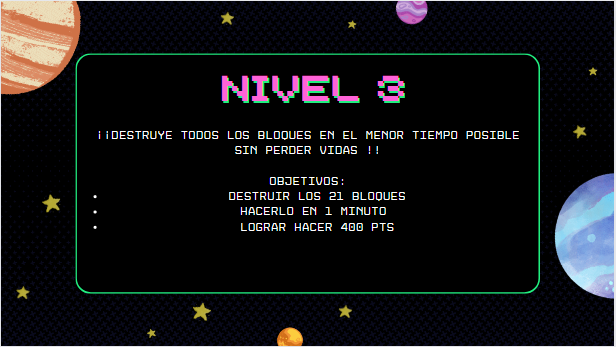 NIVEL 3
¡¡DESTRUYE TODOS LOS BLOQUES EN EL MENOR TIEMPO POSIBLE
SIN PERDER VIDAS !!
OBJETIVOS:
• DESTRUIR LOS 21 BLOQUES
• HACERLO EN 1 MINUTO
• LOGRAR HACER 400 PTS